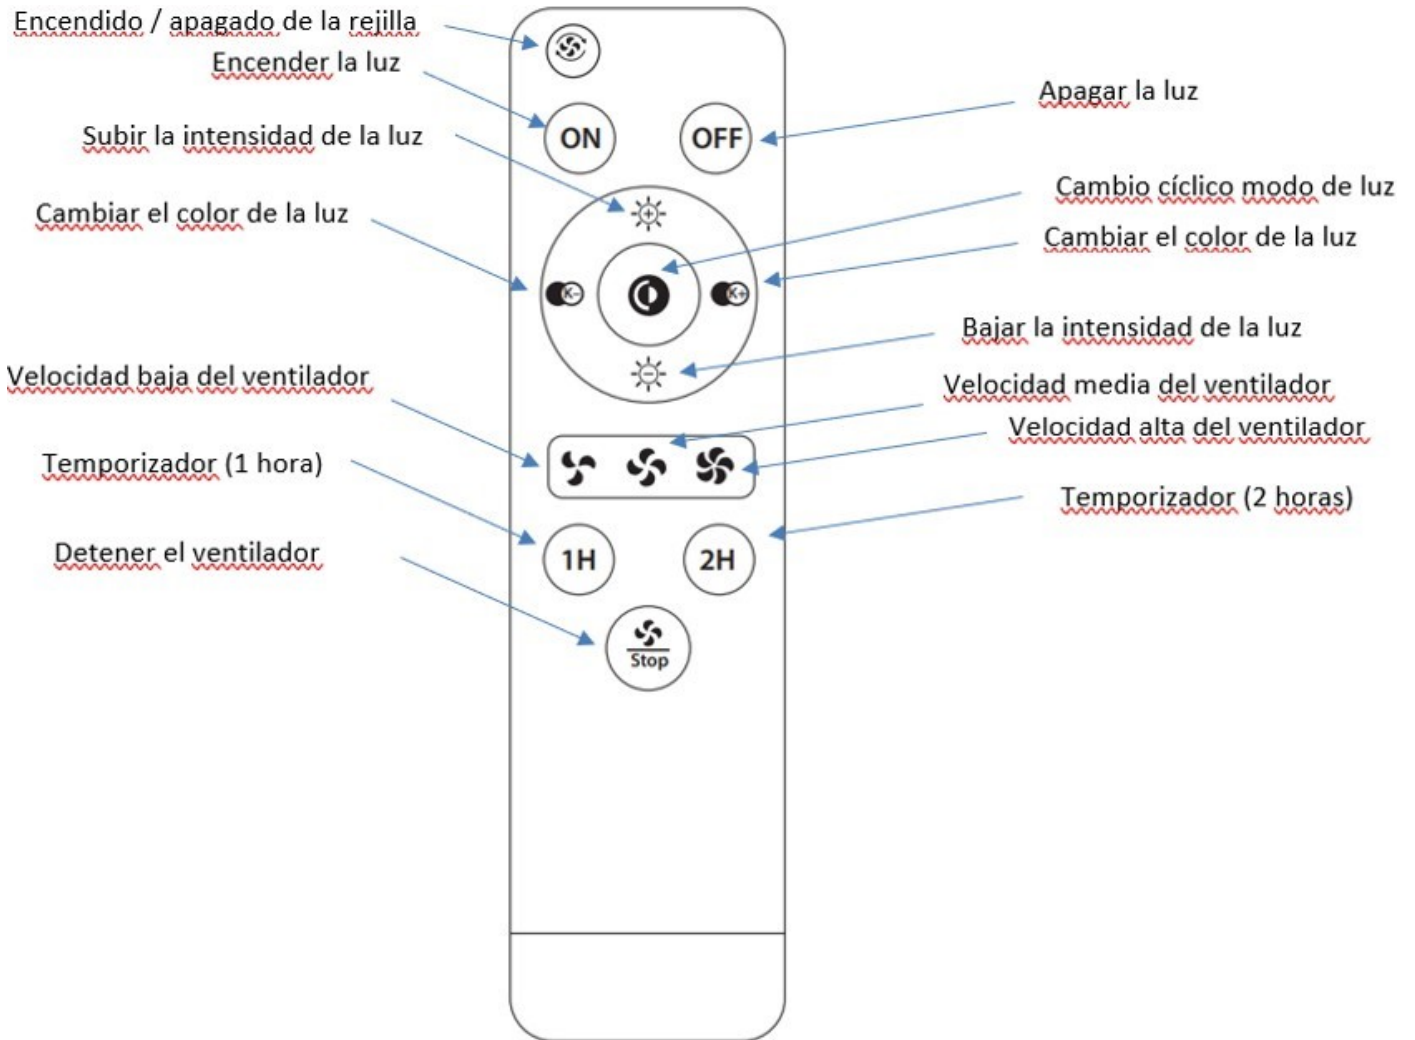 Encendido / apagado de la rejilla
Encender la luz
Apagar la luz
ON
OFF
Subir la intensidad de la luz
Cambio cíclico modo de luz
Cambiar el color de la luz
Cambiar el color de la luz
K-
K+
Bajar la intensidad de la luz
Velocidad baja del ventilador
Velocidad media del ventilador
Velocidad alta del ventilador
Temporizador (1 hora)
Temporizador (2 horas)
1H
2H
Detener el ventilador
Stop